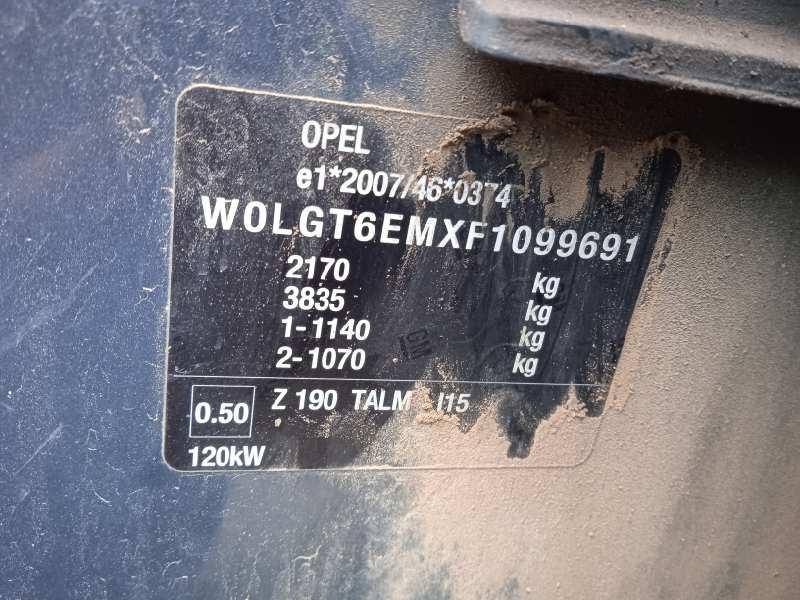 OPEL
e1*2007/46*0374
W0LGT6EMXF1099691
2170 kg
3835 kg
1-1140 kg
2-1070 kg
GM
0.50 Z 190 TALM I15
120kW